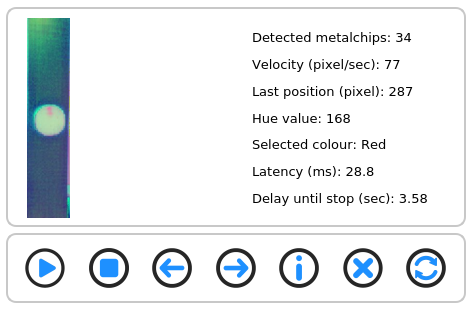 Detected metalchips: 34
Velocity (pixel/sec): 77
Last position (pixel): 287
Hue value: 168
Selected colour: Red
Latency (ms): 28.8
Delay until stop (sec): 3.58